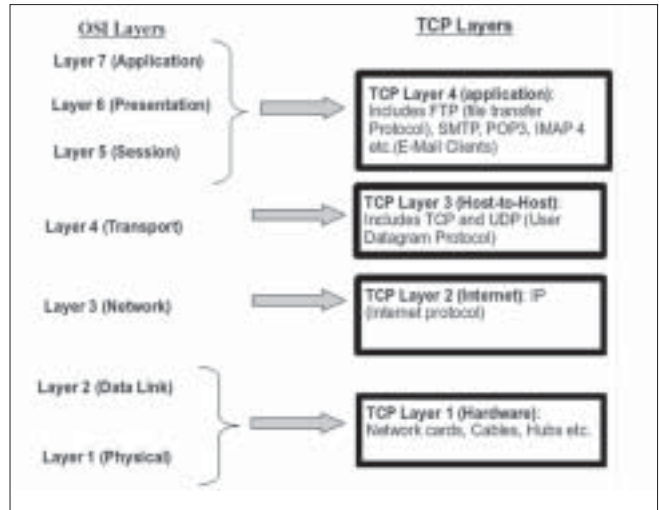 OSI Layers
TCP Layers
Layer 7 (Application)
Layer 6 (Presentation)
Layer 5 (Session)
TCP Layer 4 (application):
Includes FTP (file transfer
Protocol), SMTP, POP3, IMAP 4
etc.(E-Mail Clients)
Layer 4 (Transport)
TCP Layer 3 (Host-to-Host):
Includes TCP and UDP (User
Datagram Protocol)
Layer 3 (Network)
TCP Layer 2 (Internet): IP
(Internet protocol)
Layer 2 (Data Link)
Layer 1 (Physical)
TCP Layer 1 (Hardware):
Network cards, Cables, Hubs etc.